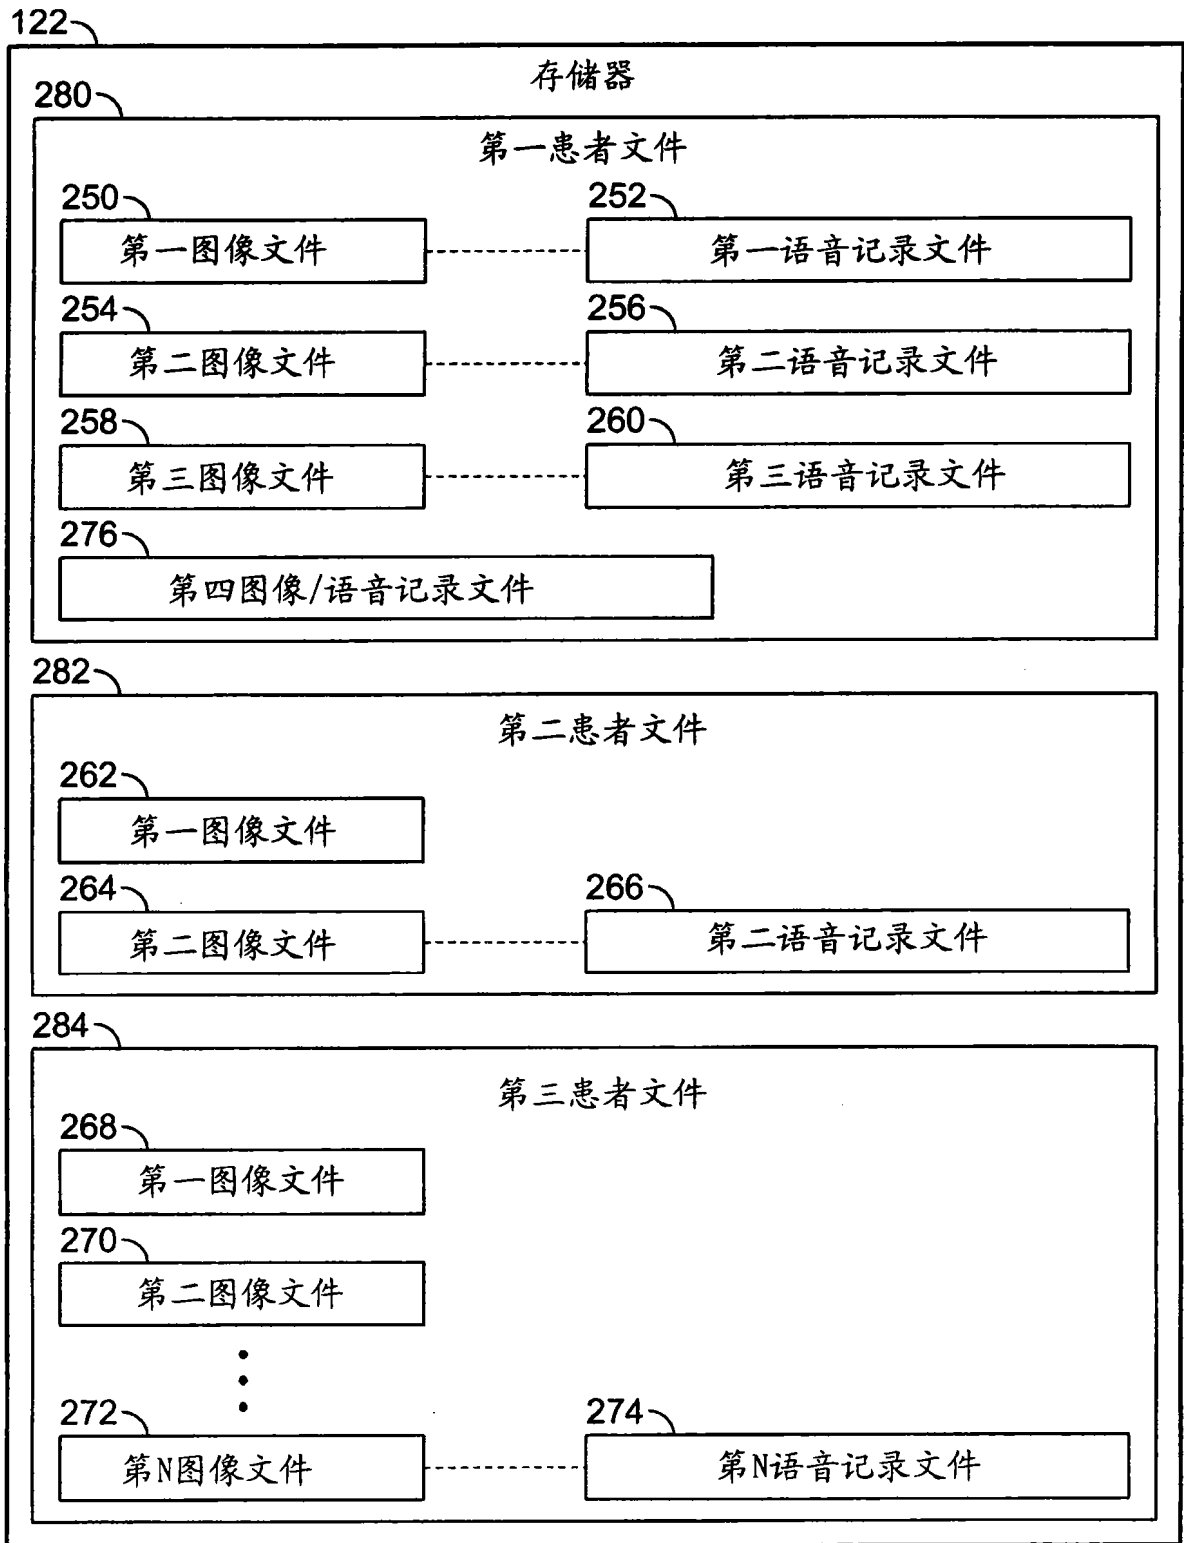 122
存储器
280
第一患者文件
250
252
第一图像文件
第一语音记录文件
254
256
第二图像文件
第二语音记录文件
258
260
第三图像文件
第三语音记录文件
276
第四图像/语音记录文件
282
第二患者文件
262
第一图像文件
264
266
第二图像文件
第二语音记录文件
284
第三患者文件
268
第一图像文件
270
第二图像文件
272
274
第N图像文件
第N语音记录文件